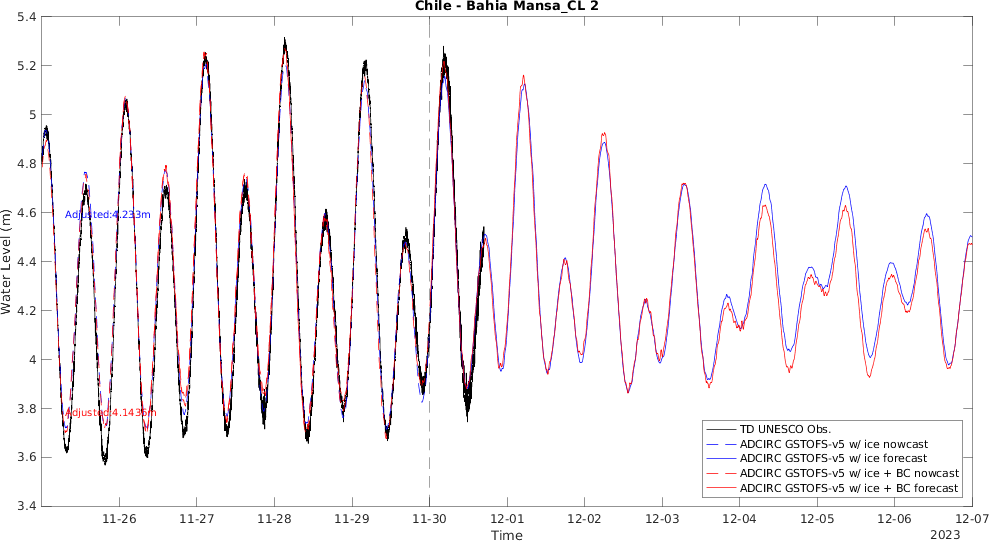 Chile - Bahia Mansa_CL 2
5.4
5.2
5
4.8
4.6
4.4
4.2
4
3.8
3.6
3.4
Water Level (m)
Adjusted:4.233m
Adjusted:4.1435m
TD UNESCO Obs.
ADCIRC GSTOFS-v5 w/ ice nowcast
ADCIRC GSTOFS-v5 w/ ice forecast
ADCIRC GSTOFS-v5 w/ ice + BC nowcast
ADCIRC GSTOFS-v5 w/ ice + BC forecast
11-26 11-27 11-28 11-29 11-30 12-01 12-02 12-03 12-04 12-05 12-06 12-07
Time
2023